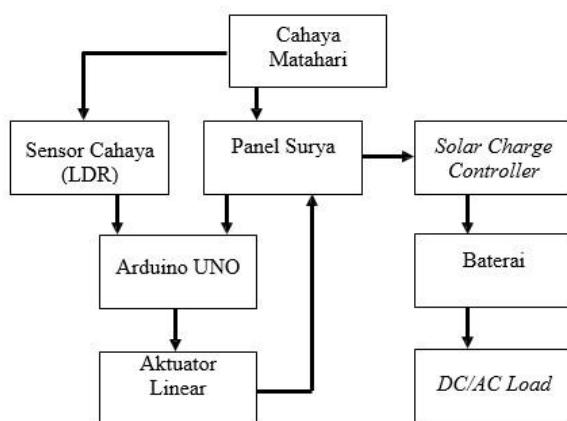 Cahaya
Matahari
Sensor Cahaya
(LDR)
Panel Surya
Solar Charge
Controller
Arduino UNO
Baterai
Aktuator
Linear
DC/AC Load